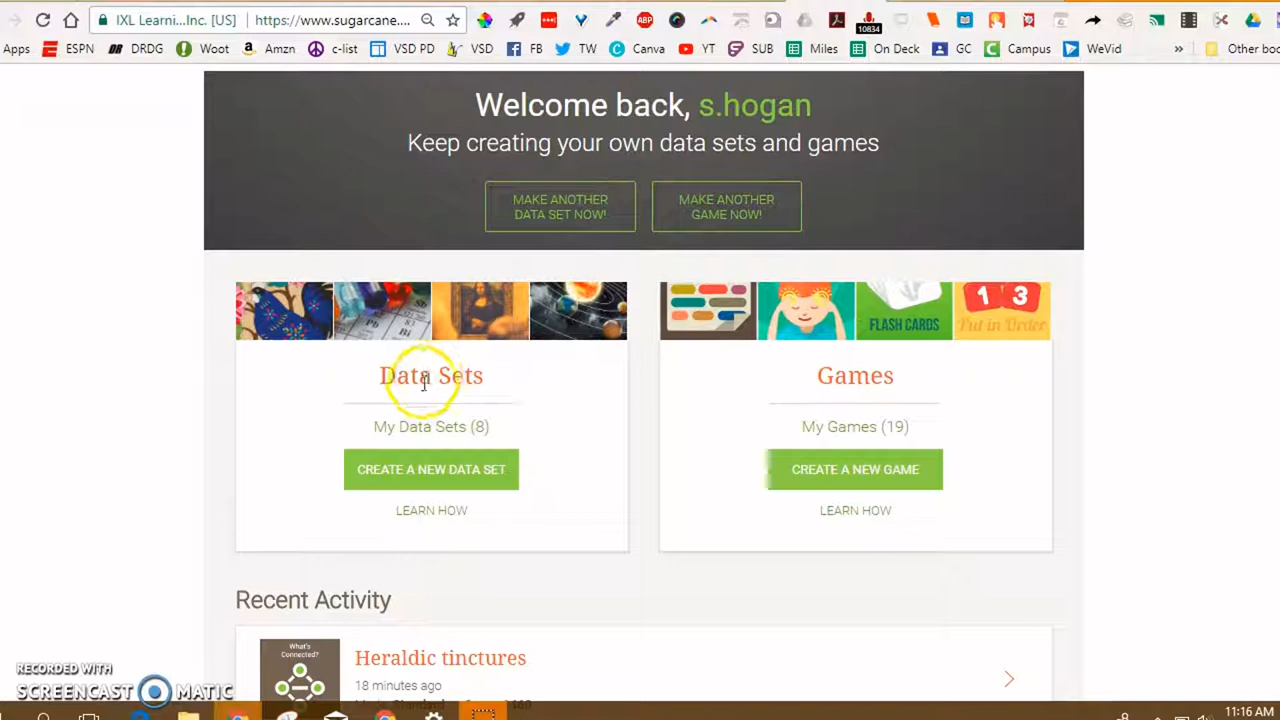 IXL Learni...Inc. [US] https://www.sugarcane....
10834
Apps ESPN DRDG Woot Amzn c-list VSD PD VSD FB TW Canva YT SUB Miles On Deck GC Campus WeVid » Other boo
Welcome back, s.hogan
Keep creating your own data sets and games
MAKE ANOTHER
DATA SET NOW!
MAKE ANOTHER
GAME NOW!
Pb
Bi
FLASH CARDS
1 3
Put in Order
Data Sets
My Data Sets (8)
CREATE A NEW DATA SET
LEARN HOW
Games
My Games (19)
CREATE A NEW GAME
LEARN HOW
Recent Activity
What's
Connected?
Heraldic tinctures
18 minutes ago
RECORDED WITH
SCREENCAST MATIC
11:16 AM